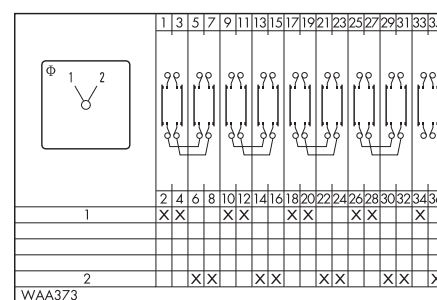 1 3 5 7 9 11 13 15 17 19 21 23 25 27 29 31 33
Φ 1 2
2 4 6 8 10 12 14 16 18 20 22 24 26 28 30 32 34
1 X X X X X X X X X
2 X X X X X X X X
WAA373